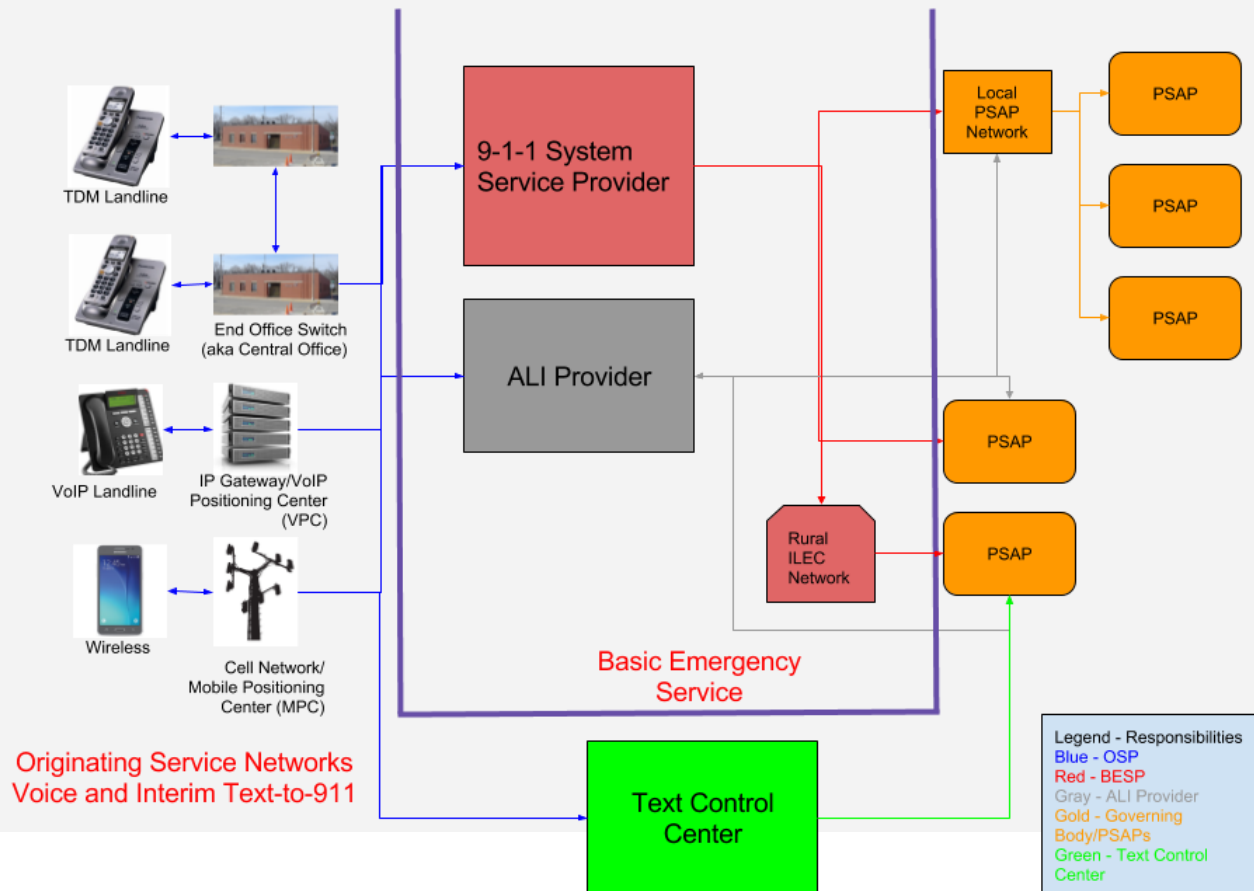 TDM Landline
TDM Landline
End Office Switch
(aka Central Office)
VoIP Landline
IP Gateway/VoIP
Positioning Center
(VPC)
Wireless
Cell Network/
Mobile Positioning
Center (MPC)
Originating Service Networks
Voice and Interim Text-to-911
9-1-1 System
Service Provider
ALI Provider
Rural
ILEC
Network
Basic Emergency
Service
Text Control
Center
Local
PSAP
Network
PSAP
PSAP
PSAP
PSAP
PSAP
Legend - Responsibilities
Blue - OSP
Red - BESP
Gray - ALI Provider
Gold - Governing
Body/PSAPs
Green - Text Control
Center